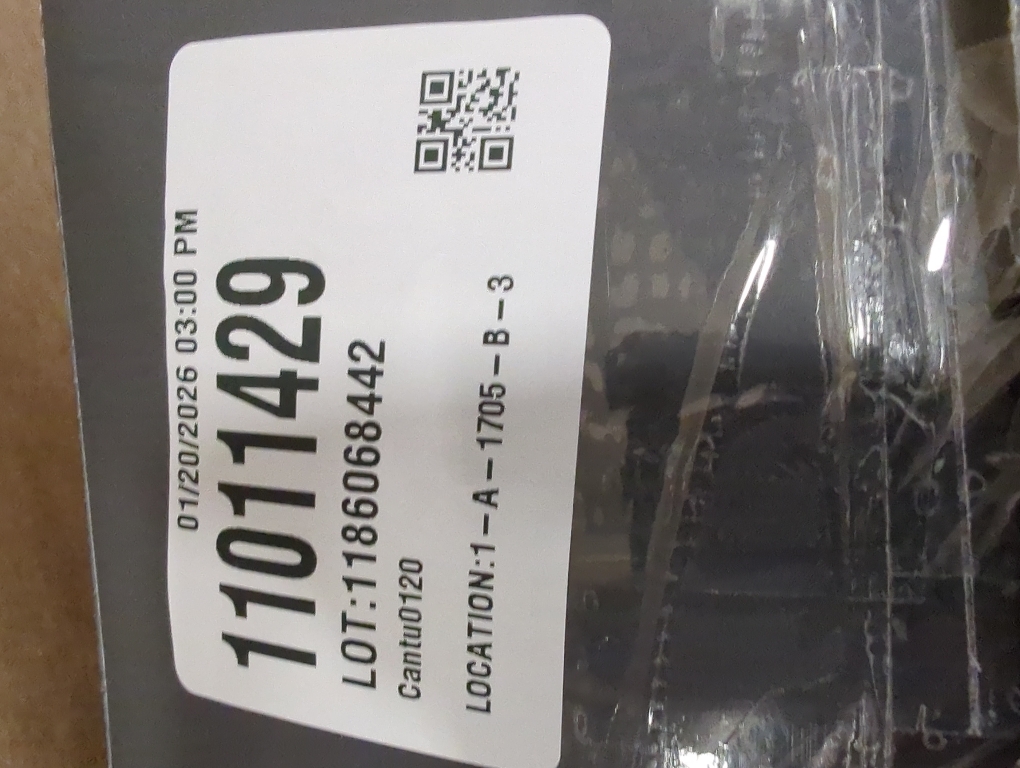 01/20/2026 03:00 PM
11011429
LOT:1186068442
Cantu0120
LOCATION:1-A-1705-B-3